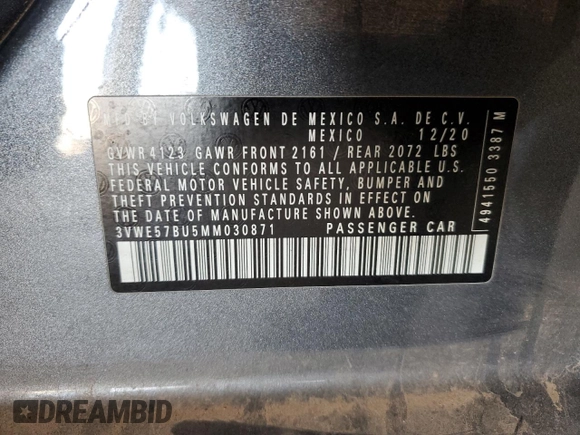 MFD BY VOLKSWAGEN DE MEXICO S.A. DE C.V.
MEXICO 12/20
GVWR 4123 GAWR FRONT 2161 / REAR 2072 LBS
THIS VEHICLE CONFORMS TO ALL APPLICABLE U.S.
FEDERAL MOTOR VEHICLE SAFETY, BUMPER AND
THEFT PREVENTION STANDARDS IN EFFECT ON THE
DATE OF MANUFACTURE SHOWN ABOVE
3VWE57BU5MM030871 PASSENGER CAR
4941550 3387 M
DREAMBID